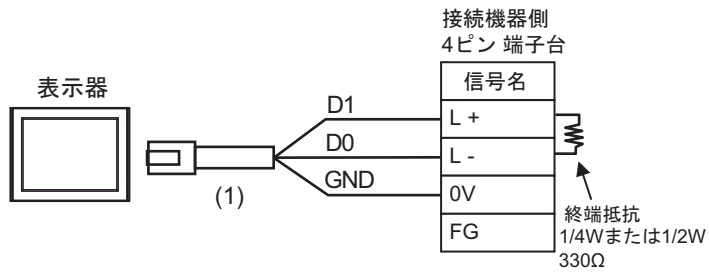 接続機器側
4ピン 端子台
表示器
信号名
D1
L +
D0
L -
GND
0V
(1)
FG
終端抵抗
1/4Wまたは1/2W
330Ω